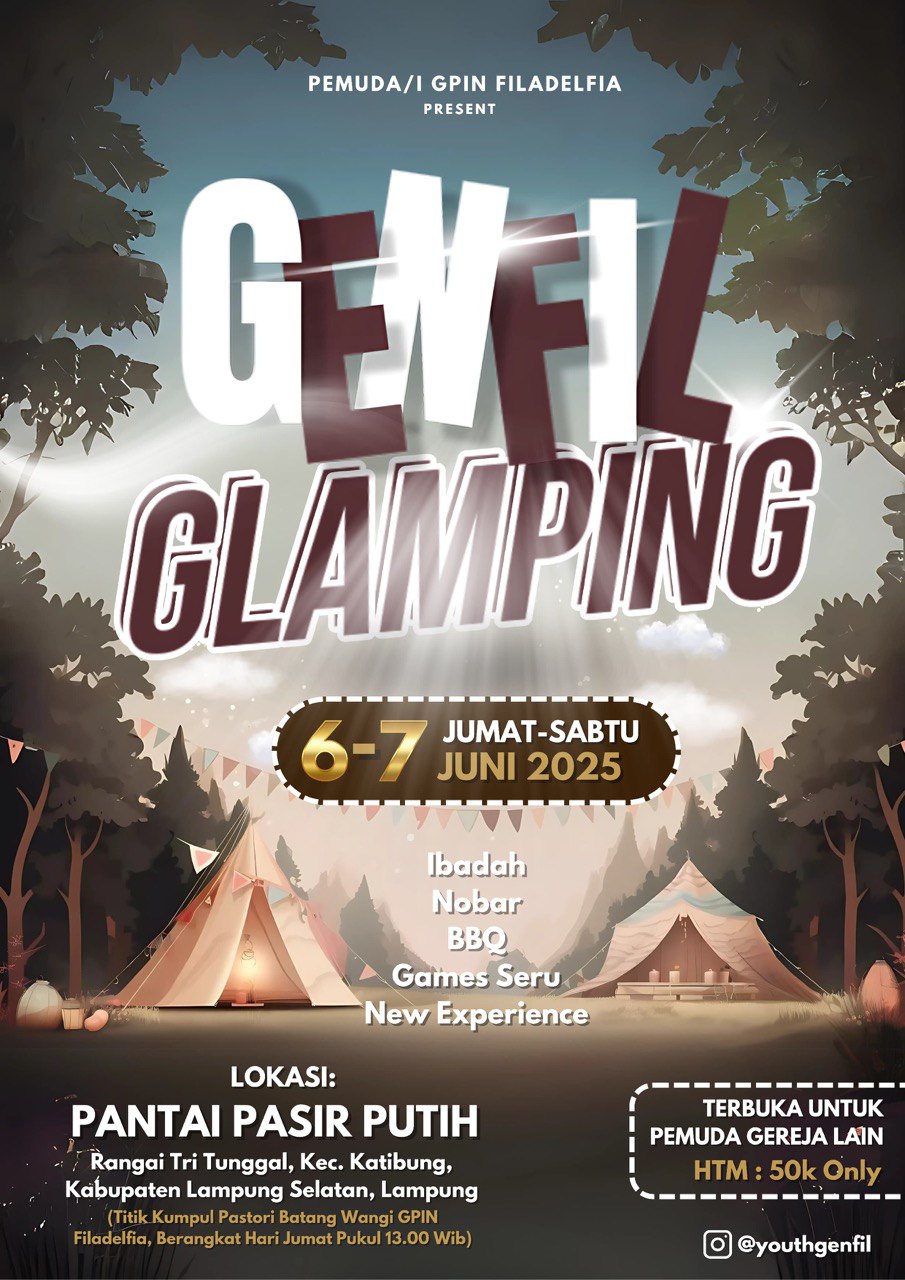 PEMUDA/I GPIN FILADELFIA
PRESENT
GENFIL
GLAMPING
6-7
JUMAT-SABTU
JUNI 2025
Ibadah
Nobar
BBQ
Games Seru
New Experience
LOKASI:
PANTAI PASIR PUTIH
Rangai Tri Tunggal, Kec. Katibung,
Kabupaten Lampung Selatan, Lampung
(Titik Kumpul Pastori Batang Wangi GPIN
Filadelfia, Berangkat Hari Jumat Pukul 13.00 Wib)
TERBUKA UNTUK
PEMUDA GEREJA LAIN
HTM : 50k Only
@youthgenfil